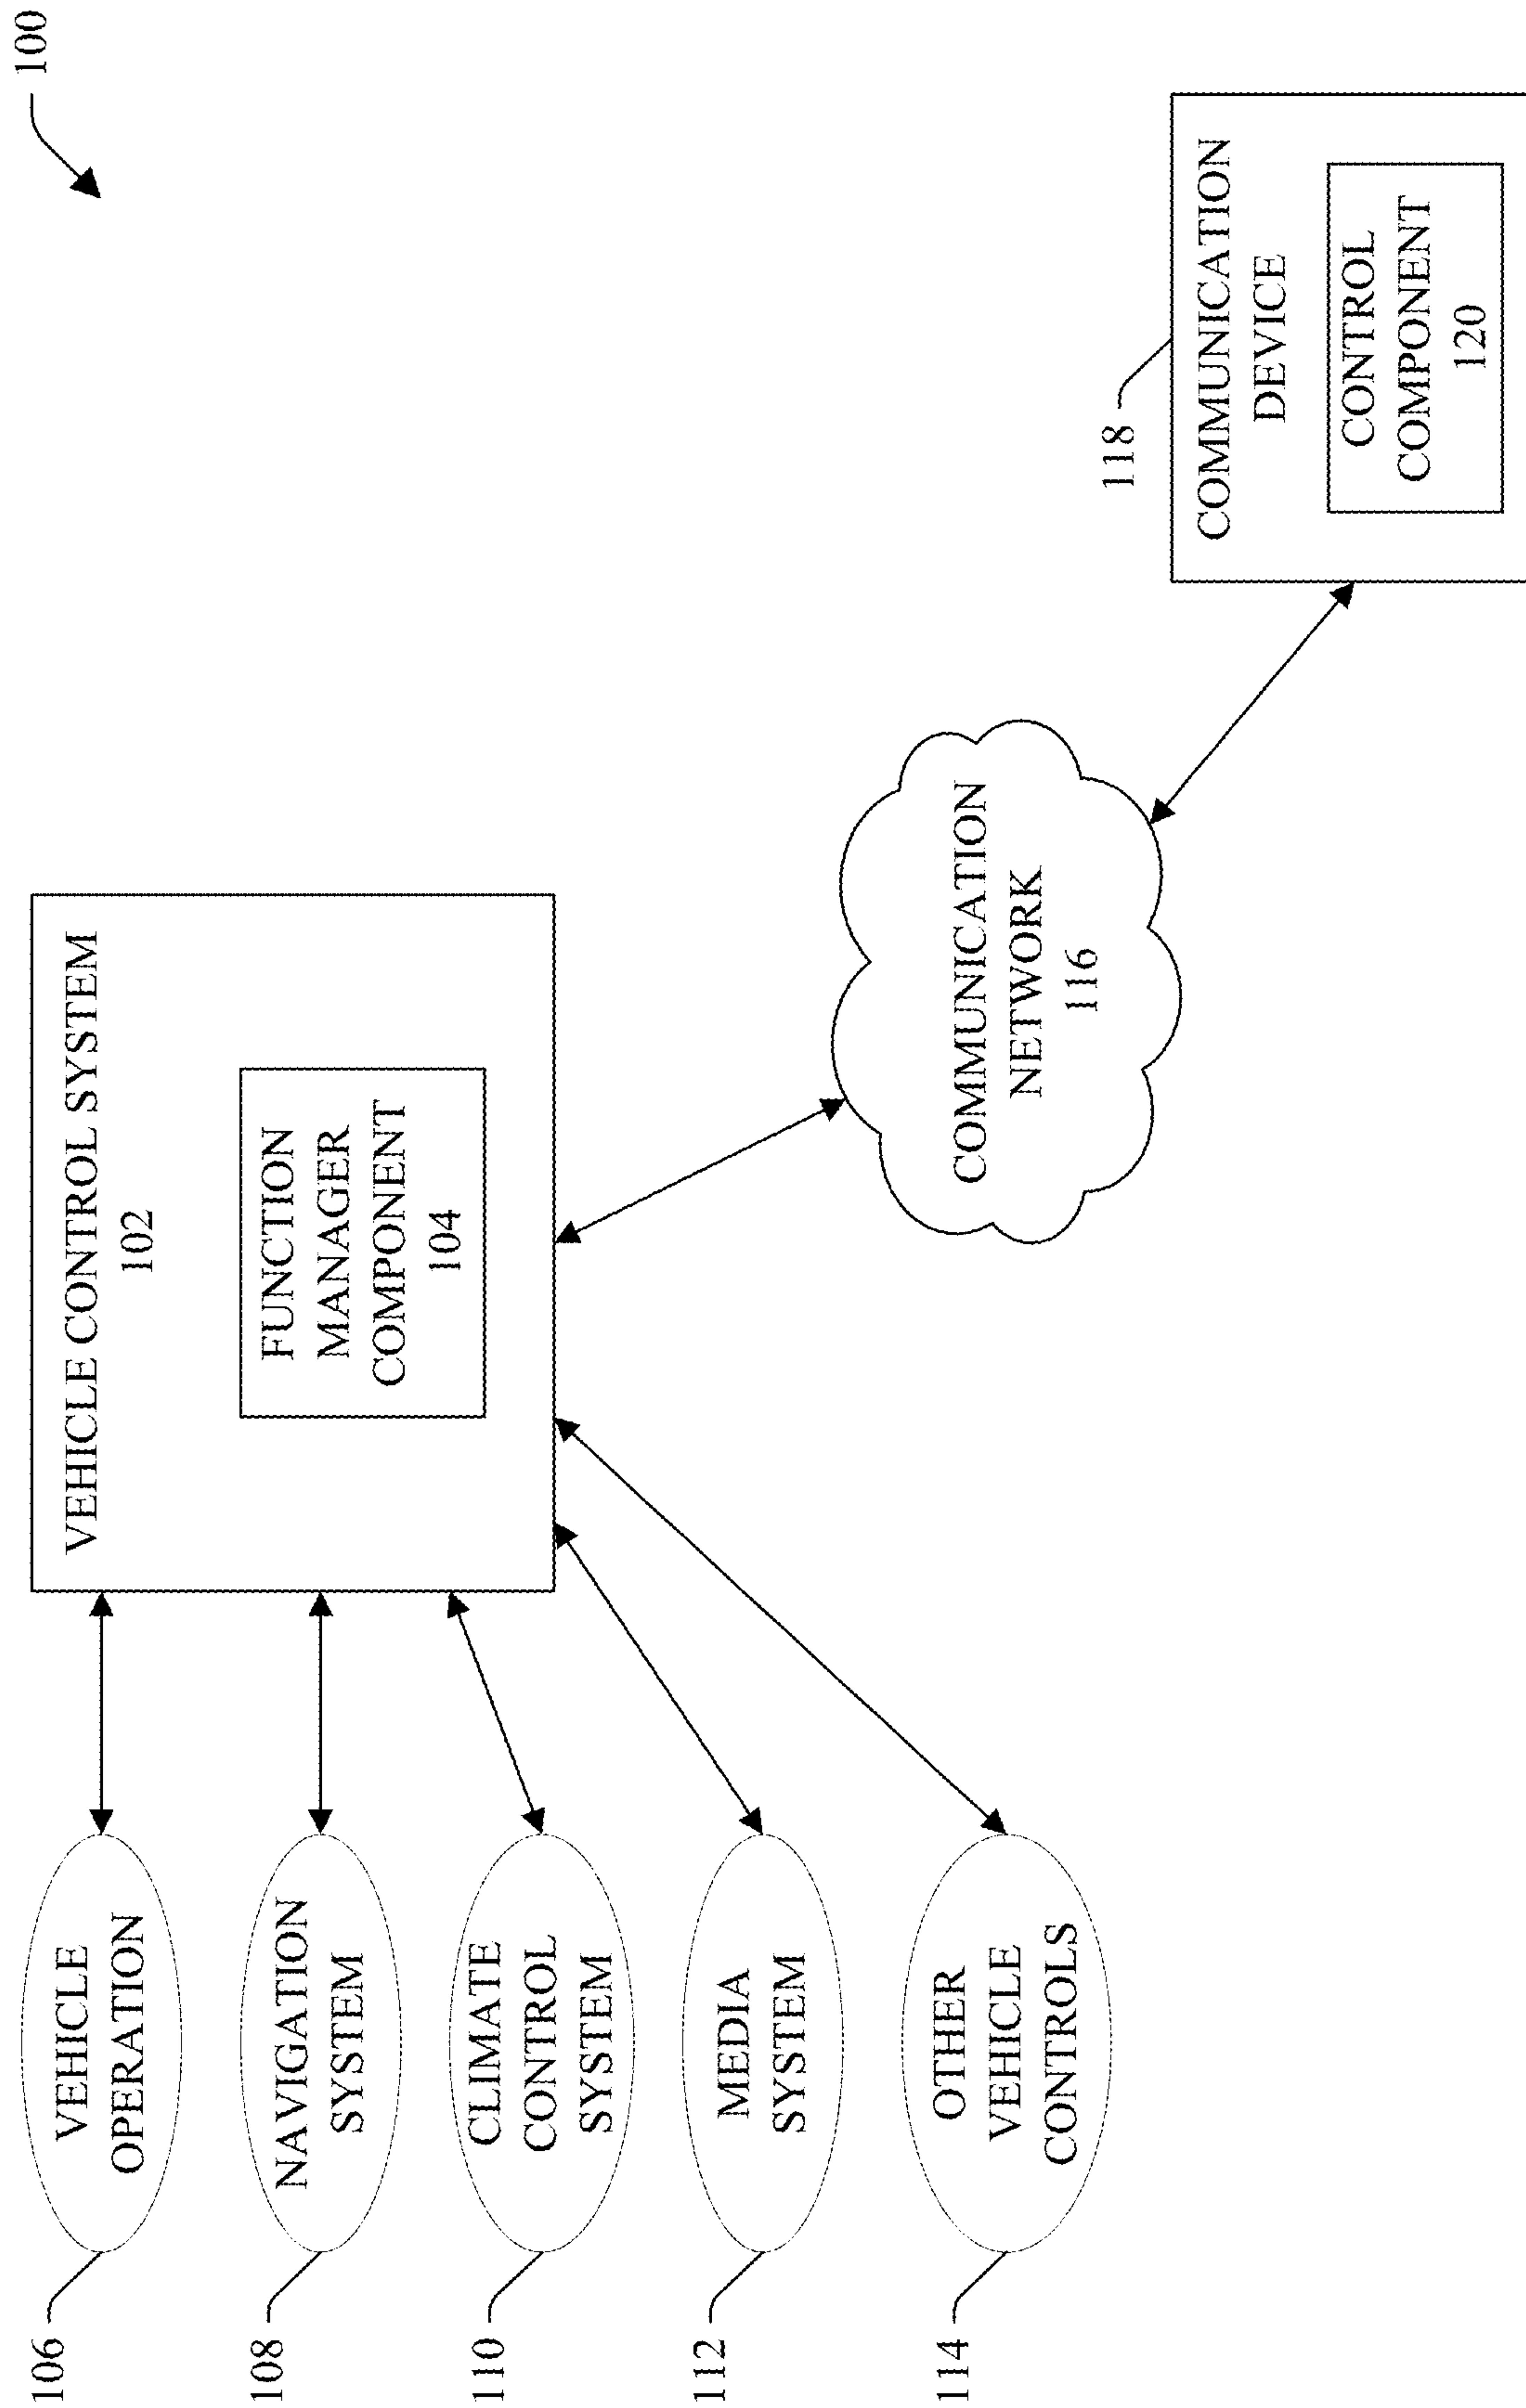 100
106
VEHICLE
OPERATION
108
NAVIGATION
SYSTEM
110
CLIMATE
CONTROL
SYSTEM
112
MEDIA
SYSTEM
114
OTHER
VEHICLE
CONTROLS
VEHICLE CONTROL SYSTEM
102
FUNCTION
MANAGER
COMPONENT
104
COMMUNICATION
NETWORK
116
118
COMMUNICATION
DEVICE
CONTROL
COMPONENT
120